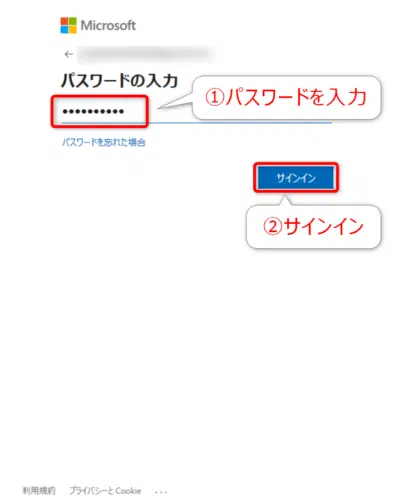 Microsoft
←
パスワードの入力
①パスワードを入力
••••••••••
パスワードを忘れた場合
サインイン
②サインイン
利用規約 プライバシーと Cookie ...